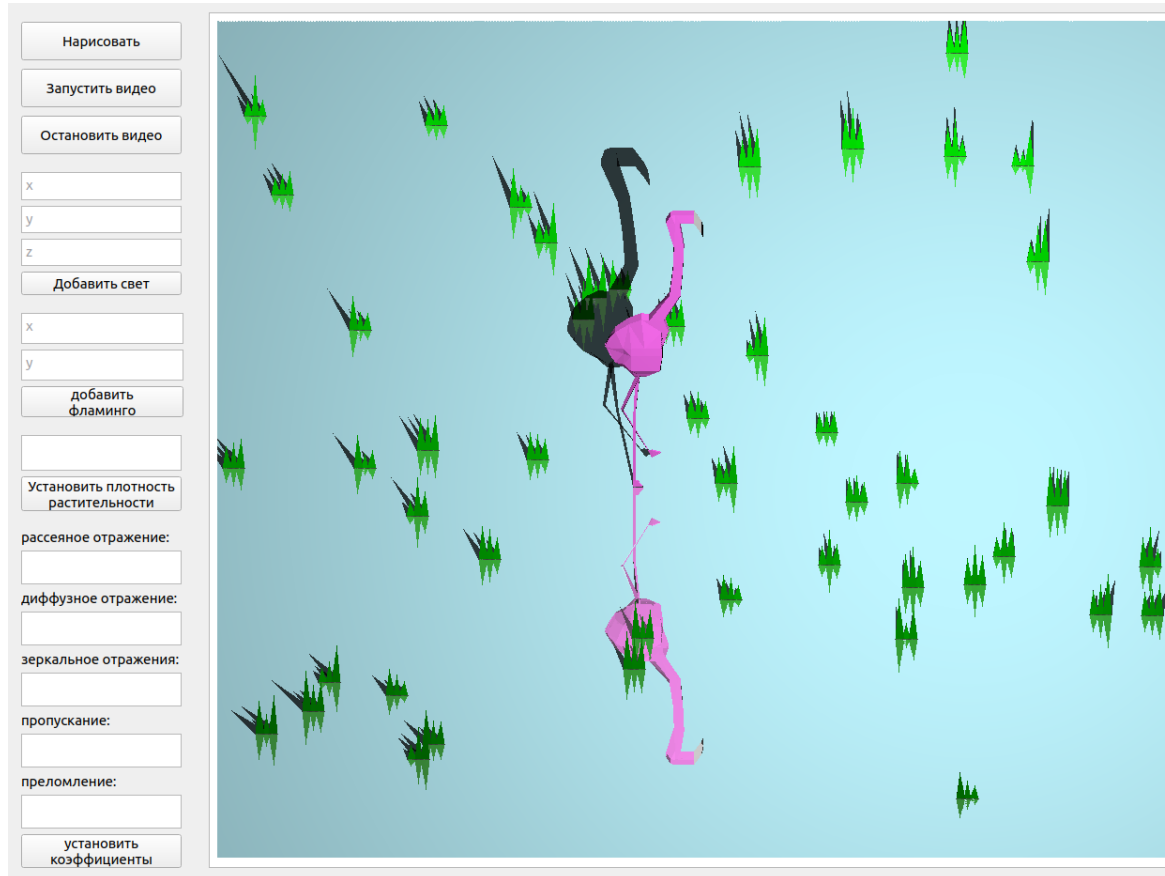 Нарисовать
Запустить видео
Остановить видео
x
y
z
Добавить свет
x
y
добавить
фламинго
Установить плотность
растительности
рассеяное отражение:
диффузное отражение:
зеркальное отражения:
пропускание:
преломление:
установить
коэффициенты